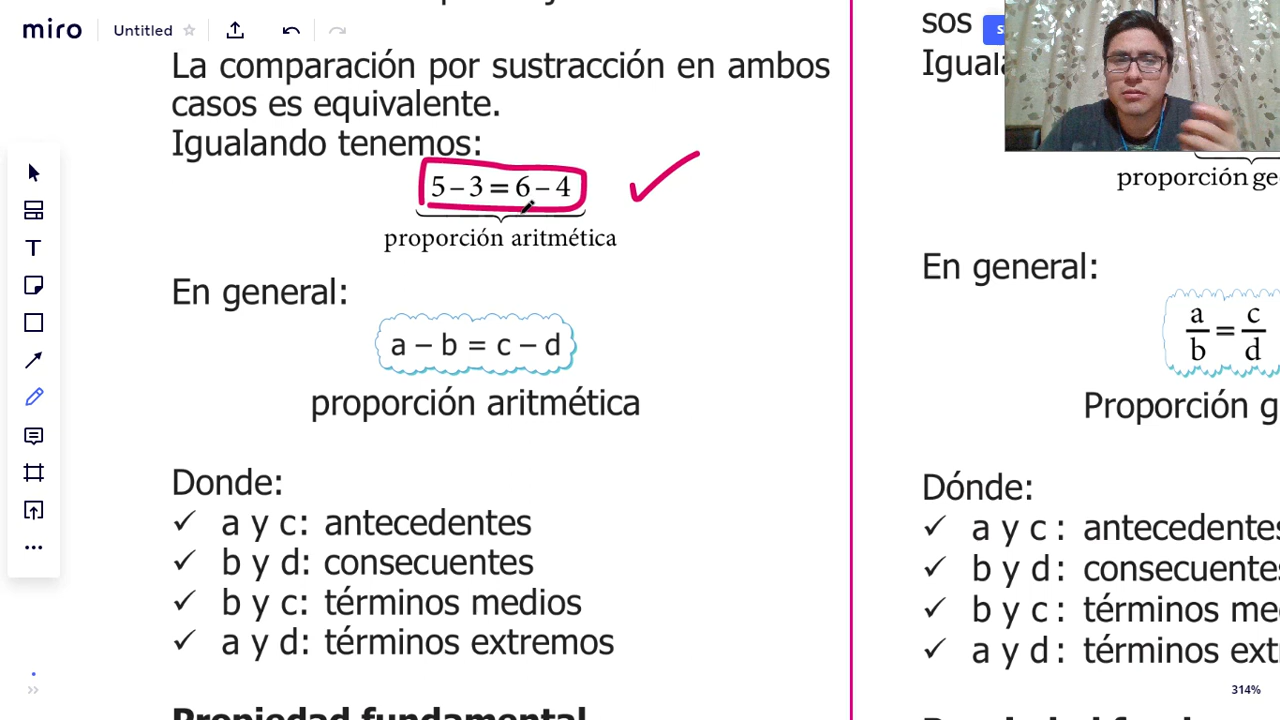 miro Untitled
La comparación por sustracción en ambos
casos es equivalente.
Igualando tenemos:
5 – 3 = 6 – 4
proporción aritmética
En general:
a – b = c – d
proporción aritmética
Donde:
✓ a y c: antecedentes
✓ b y d: consecuentes
✓ b y c: términos medios
✓ a y d: términos extremos
Propiedad fundamental
sos
Iguala
proporción ge
En general:
a/b = c/d
Proporción g
Dónde:
✓ a y c : antecedentes
✓ b y d : consecuente
✓ b y c : términos me
✓ a y d : términos ext
314%